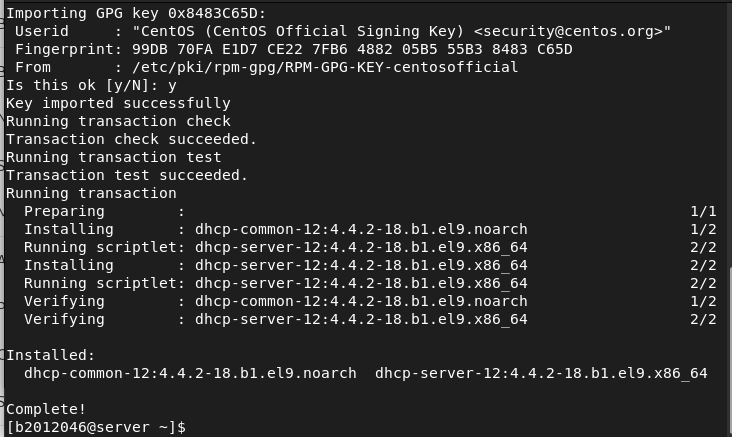 Importing GPG key 0x8483C65D:
 Userid     : "CentOS (CentOS Official Signing Key) <security@centos.org>"
 Fingerprint: 99DB 70FA E1D7 CE22 7FB6 4882 05B5 55B3 8483 C65D
 From       : /etc/pki/rpm-gpg/RPM-GPG-KEY-centosofficial
Is this ok [y/N]: y
Key imported successfully
Running transaction check
Transaction check succeeded.
Running transaction test
Transaction test succeeded.
Running transaction
  Preparing        :                                                        1/1
  Installing       : dhcp-common-12:4.4.2-18.b1.el9.noarch                  1/2
  Running scriptlet: dhcp-server-12:4.4.2-18.b1.el9.x86_64                  2/2
  Installing       : dhcp-server-12:4.4.2-18.b1.el9.x86_64                  2/2
  Running scriptlet: dhcp-server-12:4.4.2-18.b1.el9.x86_64                  2/2
  Verifying        : dhcp-common-12:4.4.2-18.b1.el9.noarch                  1/2
  Verifying        : dhcp-server-12:4.4.2-18.b1.el9.x86_64                  2/2

Installed:
  dhcp-common-12:4.4.2-18.b1.el9.noarch  dhcp-server-12:4.4.2-18.b1.el9.x86_64

Complete!
[b2012046@server ~]$